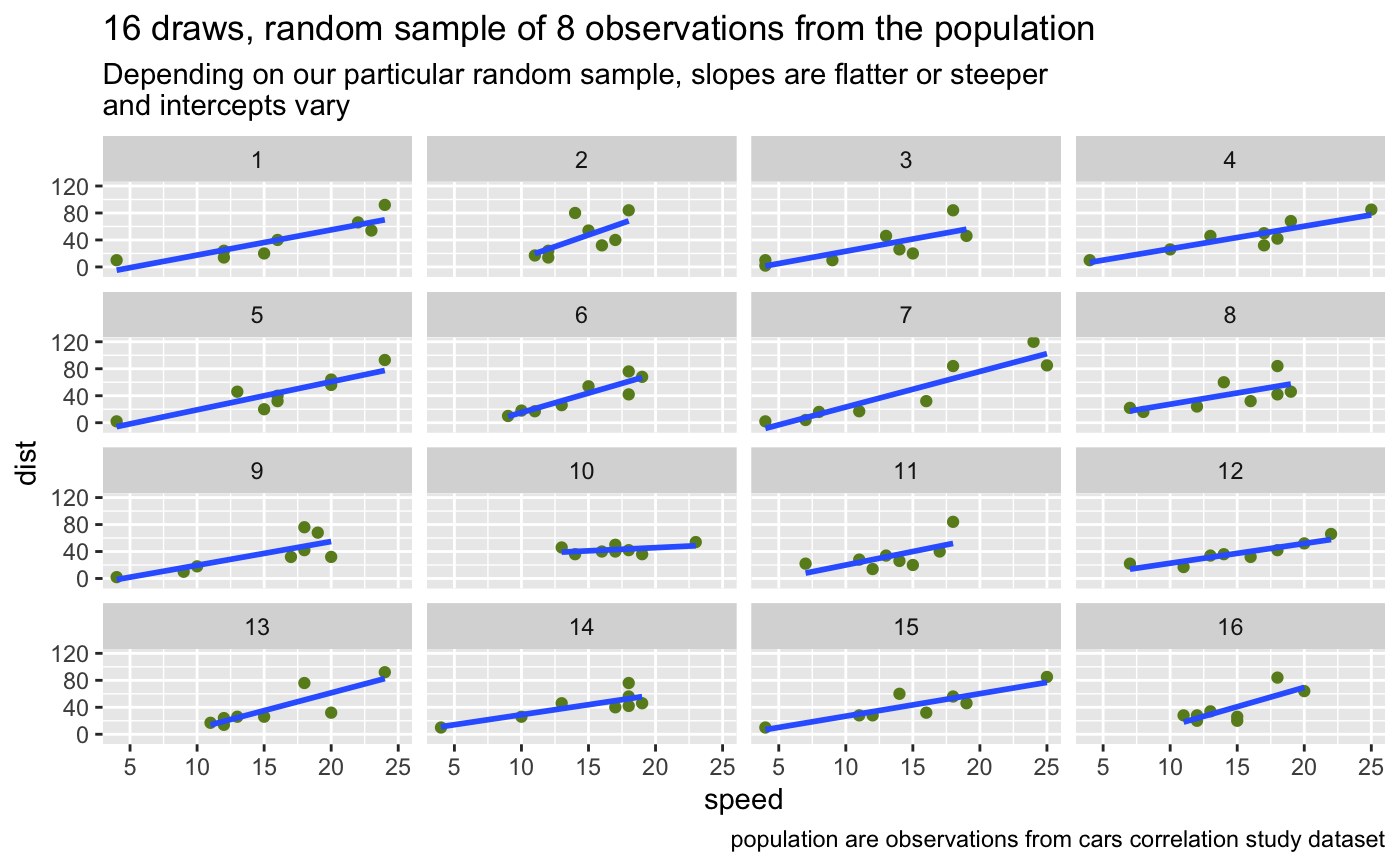 16 draws, random sample of 8 observations from the population
Depending on our particular random sample, slopes are flatter or steeper
and intercepts vary
1 2 3 4
120
80
40
0
5 6 7 8
120
80
40
0
dist
9 10 11 12
120
80
40
0
13 14 15 16
120
80
40
0
5 10 15 20 25 5 10 15 20 25 5 10 15 20 25 5 10 15 20 25
speed
population are observations from cars correlation study dataset